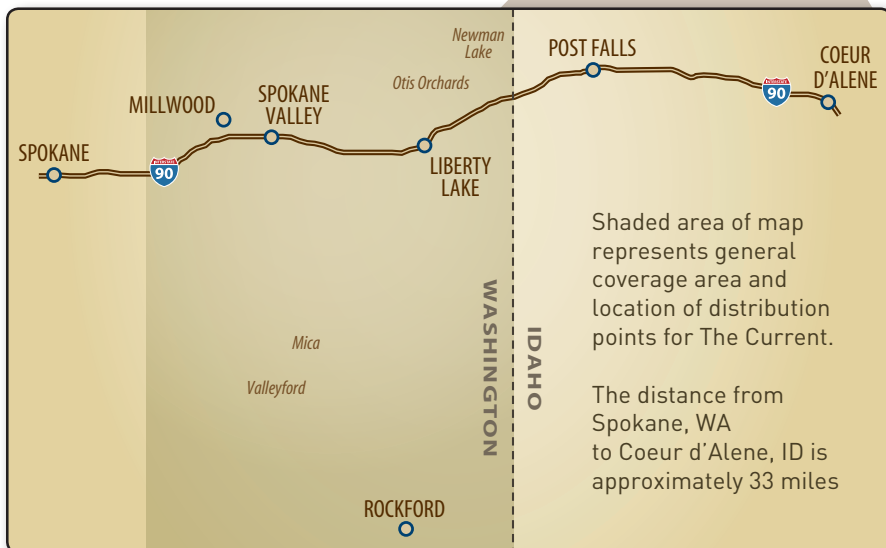 Newman
Lake
POST FALLS
COEUR
D'ALENE
Otis Orchards
SPOKANE
VALLEY
MILLWOOD
INTERSTATE
90
SPOKANE
INTERSTATE
90
LIBERTY
LAKE
Shaded area of map
represents general
coverage area and
location of distribution
points for The Current.
WASHINGTON
IDAHO
Mica
Valleyford
The distance from
Spokane, WA
to Coeur d'Alene, ID is
approximately 33 miles
ROCKFORD